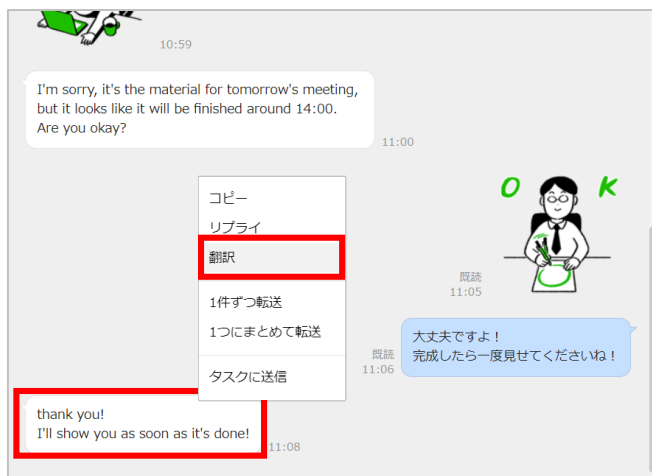 10:59
I'm sorry, it's the material for tomorrow's meeting,
but it looks like it will be finished around 14:00.
Are you okay?
11:00
コピー
リプライ
翻訳
1件ずつ転送
1つにまとめて転送
タスクに送信
O K
既読
11:05
大丈夫ですよ！
完成したら一度見せてくださいね！
既読
11:06
thank you!
I'll show you as soon as it's done!
11:08